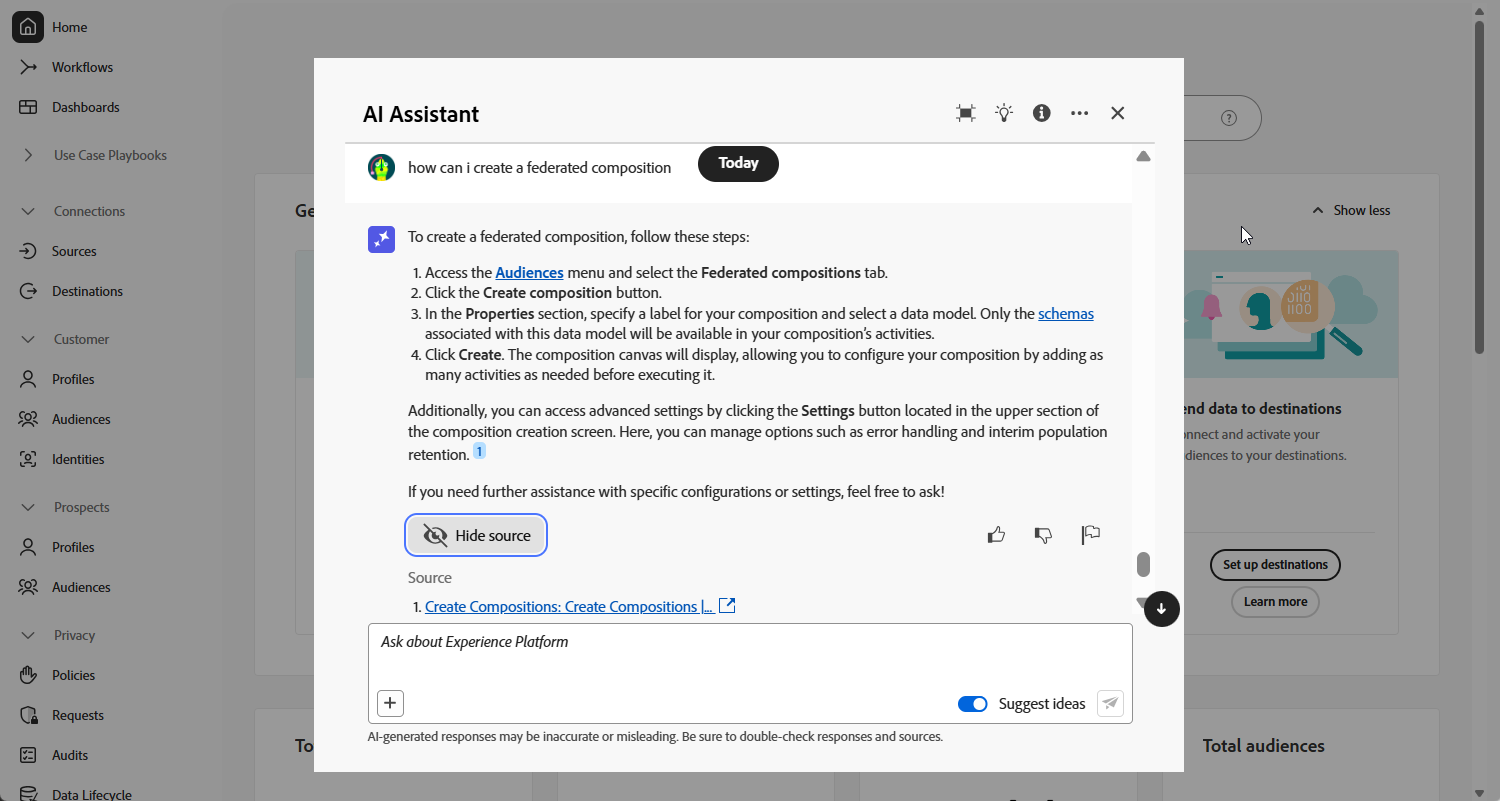 Home
Workflows
Dashboards
Use Case Playbooks
Connections
Sources
Destinations
Customer
Profiles
Audiences
Identities
Prospects
Profiles
Audiences
Privacy
Policies
Requests
Audits
Data Lifecycle
AI Assistant
how can i create a federated composition
Today
To create a federated composition, follow these steps:
1. Access the Audiences menu and select the Federated compositions tab.
2. Click the Create composition button.
3. In the Properties section, specify a label for your composition and select a data model. Only the schemas
associated with this data model will be available in your composition's activities.
4. Click Create. The composition canvas will display, allowing you to configure your composition by adding as
many activities as needed before executing it.
Additionally, you can access advanced settings by clicking the Settings button located in the upper section of
the composition creation screen. Here, you can manage options such as error handling and interim population
retention. 1
If you need further assistance with specific configurations or settings, feel free to ask!
Hide source
Source
1. Create Compositions: Create Compositions |...
Ask about Experience Platform
Suggest ideas
AI-generated responses may be inaccurate or misleading. Be sure to double-check responses and sources.
Ge
Show less
end data to destinations
onnect and activate your
diences to your destinations.
Set up destinations
Learn more
To
Total audiences